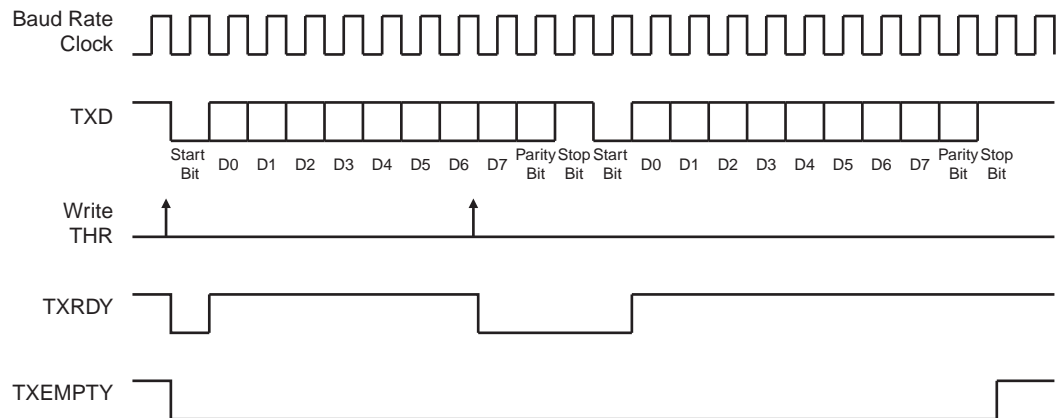 Baud Rate
Clock
TXD
Start
Bit
D0
D1
D2
D3
D4
D5
D6
D7
Parity
Bit
Stop
Bit
Start
Bit
D0
D1
D2
D3
D4
D5
D6
D7
Parity
Bit
Stop
Bit
Write
THR
TXRDY
TXEMPTY